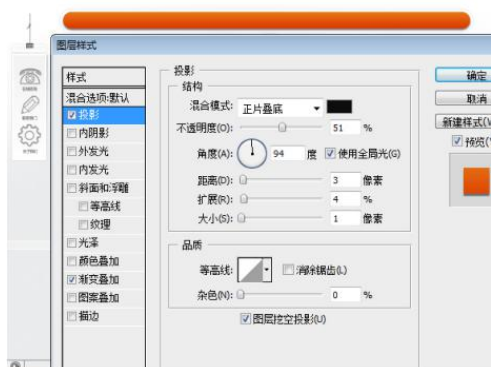 图层样式
样式
混合选项:默认
投影
内阴影
外发光
内发光
斜面和浮雕
等高线
纹理
光泽
颜色叠加
渐变叠加
图案叠加
描边
投影
结构
混合模式: 正片叠底
不透明度(O): 51 %
角度(A): 94 度 使用全局光(G)
距离(D): 3 像素
扩展(R): 4 %
大小(S): 1 像素
品质
等高线: 消除锯齿(L)
杂色(N): 0 %
图层挖空投影(U)
确定
取消
新建样式(W
预览(